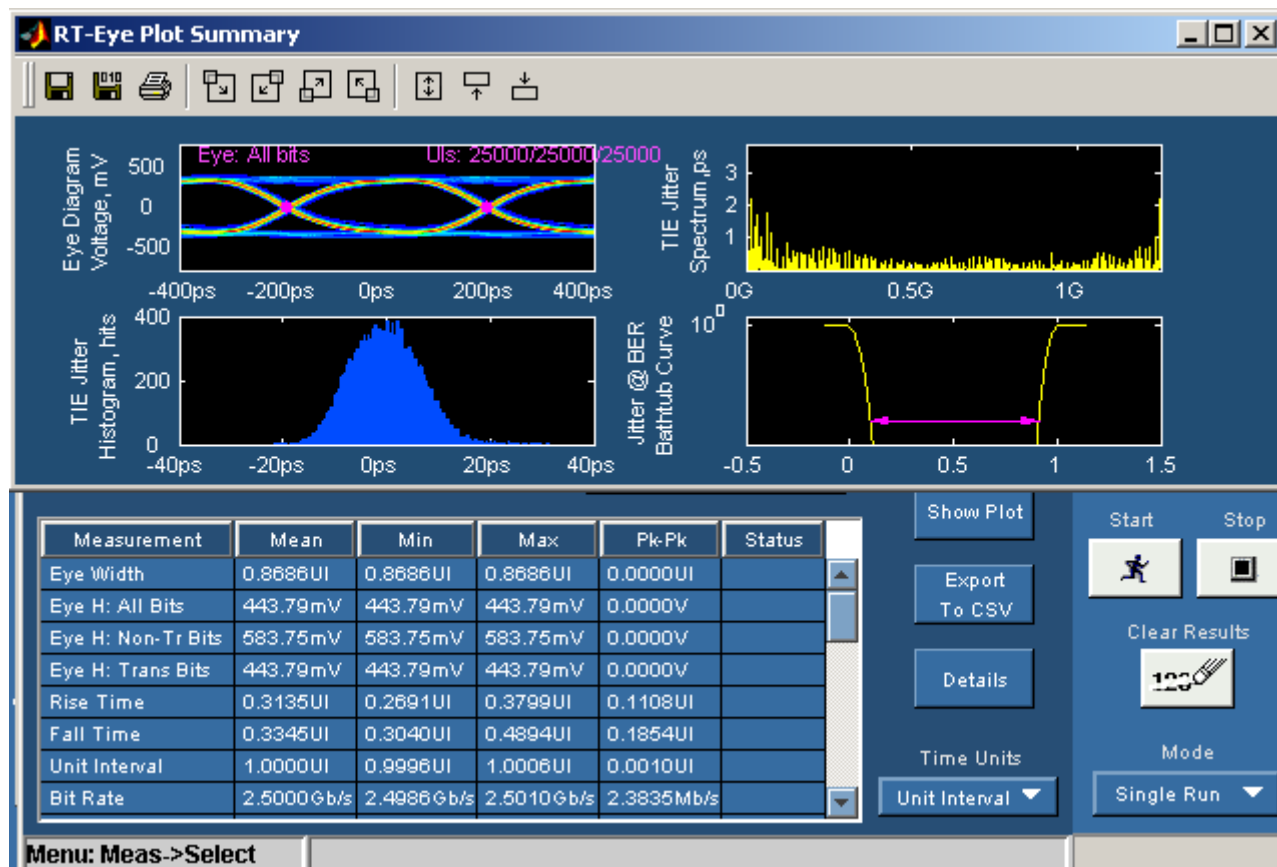 RT-Eye Plot Summary
010
Eye Diagram
Voltage, mV
500
0
-500
Eye: All bits
UIs: 25000/25000/25000
-400ps -200ps 0ps 200ps 400ps
TIE Jitter
Spectrum,ps
3
2
1
0G 0.5G 1G
TIE Jitter
Histogram, hits
400
200
0
-40ps -20ps 0ps 20ps 40ps
Jitter @ BER
Bathtub Curve
10
-0.5 0 0.5 1 1.5
Measurement Mean Min Max Pk-Pk Status
Eye Width 0.8686UI 0.8686UI 0.8686UI 0.0000UI
Eye H: All Bits 443.79mV 443.79mV 443.79mV 0.0000V
Eye H: Non-Tr Bits 583.75mV 583.75mV 583.75mV 0.0000V
Eye H: Trans Bits 443.79mV 443.79mV 443.79mV 0.0000V
Rise Time 0.3135UI 0.2691UI 0.3799UI 0.1108UI
Fall Time 0.3345UI 0.3040UI 0.4894UI 0.1854UI
Unit Interval 1.0000UI 0.9996UI 1.0006UI 0.0010UI
Bit Rate 2.5000Gb/s 2.4986Gb/s 2.5010Gb/s 2.3835Mb/s
Show Plot
Export
To CSV
Details
Time Units
Unit Interval
Start Stop
Clear Results
123
Mode
Single Run
Menu: Meas->Select